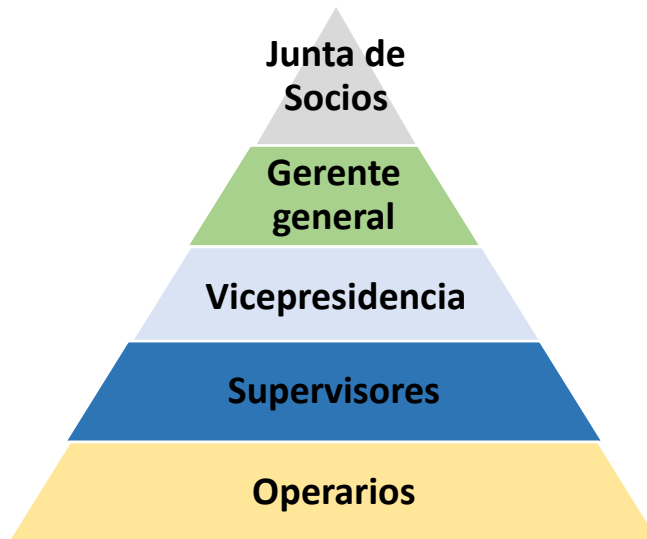 Junta de
Socios
Gerente
general
Vicepresidencia
Supervisores
Operarios